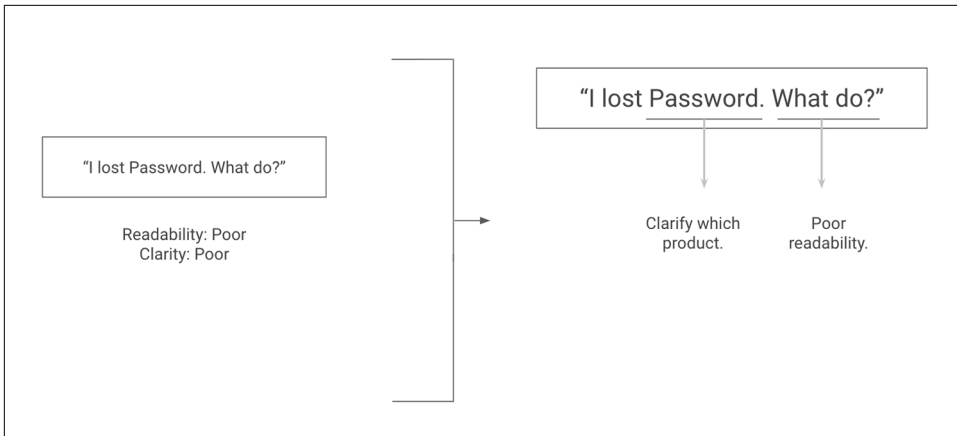 “I lost Password. What do?”
Readability: Poor
Clarity: Poor
“I lost Password. What do?”
Clarify which
product.
Poor
readability.